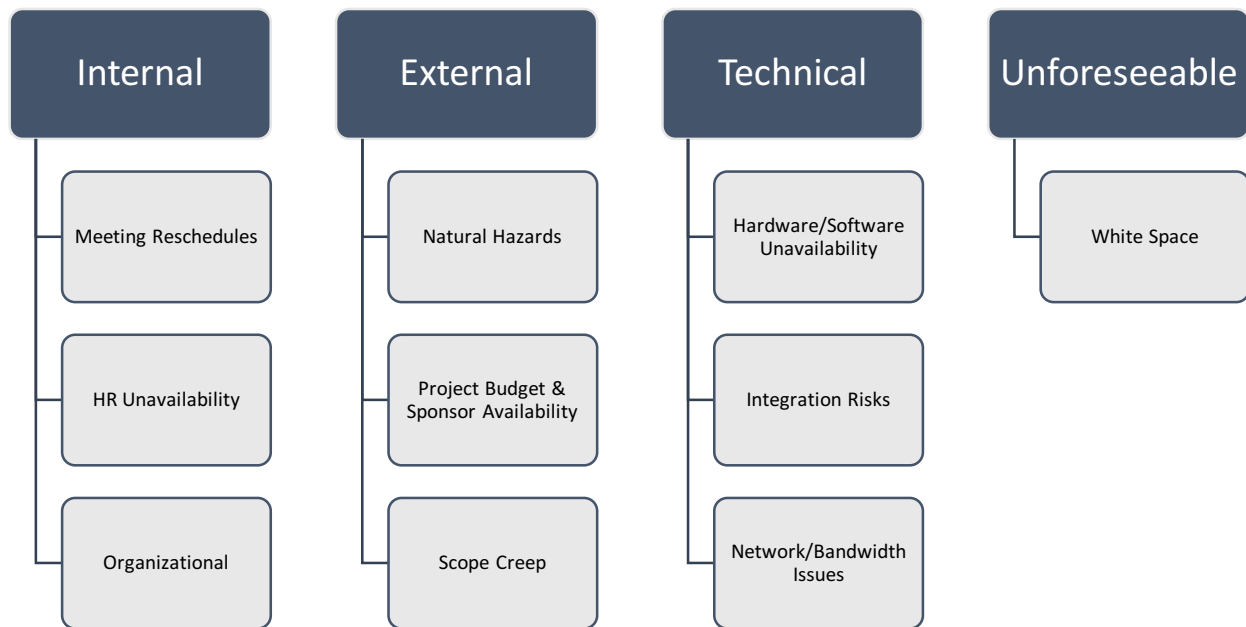 Internal
Meeting Reschedules
HR Unavailability
Organizational
External
Natural Hazards
Project Budget &
Sponsor Availability
Scope Creep
Technical
Hardware/Software
Unavailability
Integration Risks
Network/Bandwidth
Issues
Unforeseeable
White Space